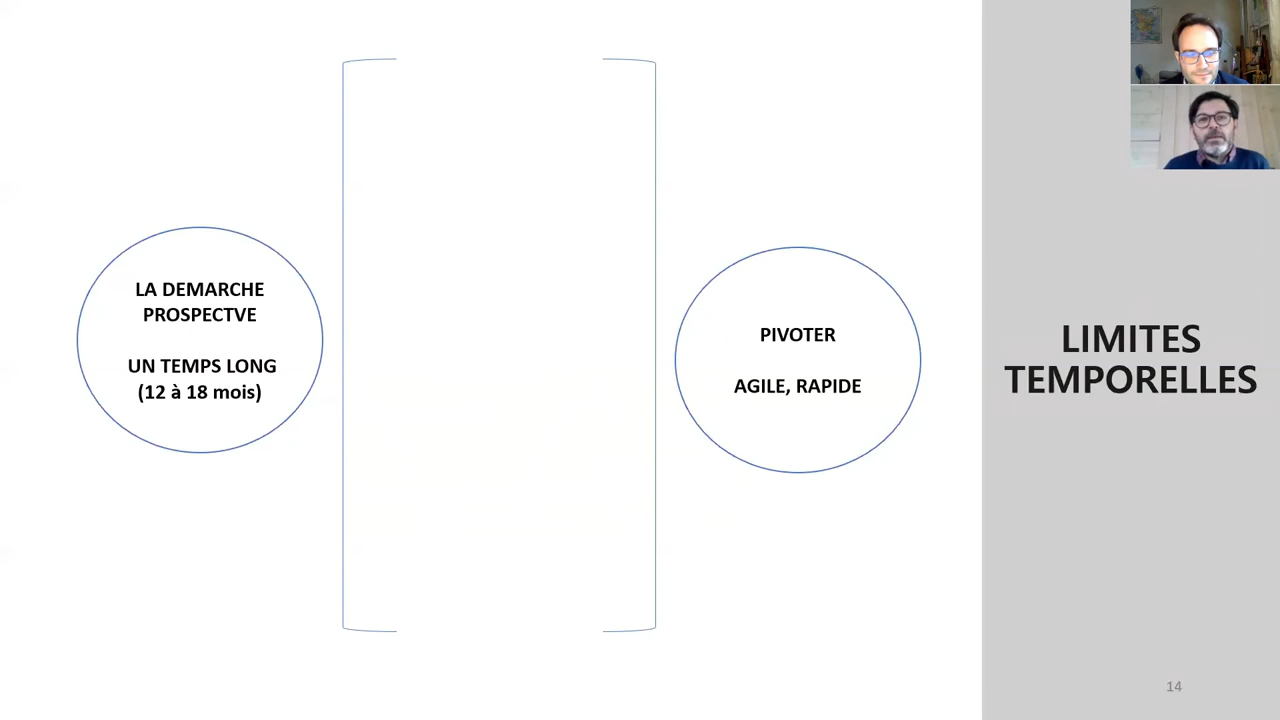 LA DEMARCHE
PROSPECTVE
UN TEMPS LONG
(12 à 18 mois)
PIVOTER
AGILE, RAPIDE
LIMITES
TEMPORELLES
14